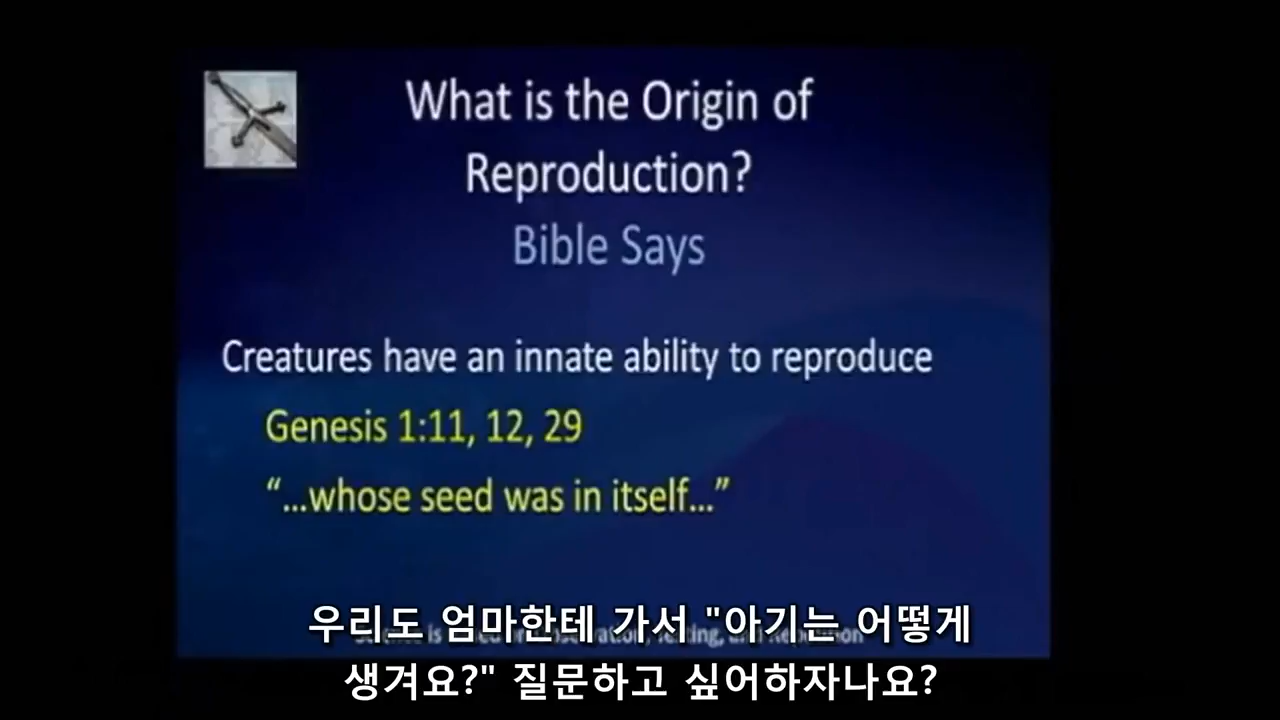 What is the Origin of
Reproduction?
Bible Says
Creatures have an innate ability to reproduce
Genesis 1:11, 12, 29
“...whose seed was in itself...”
우리도 엄마한테 가서 "아기는 어떻게
생겨요?" 질문하고 싶어하자나요?